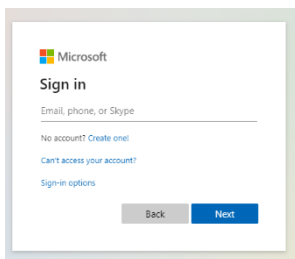 Microsoft
Sign in
Email, phone, or Skype
No account? Create one!
Can't access your account?
Sign-in options
Back Next